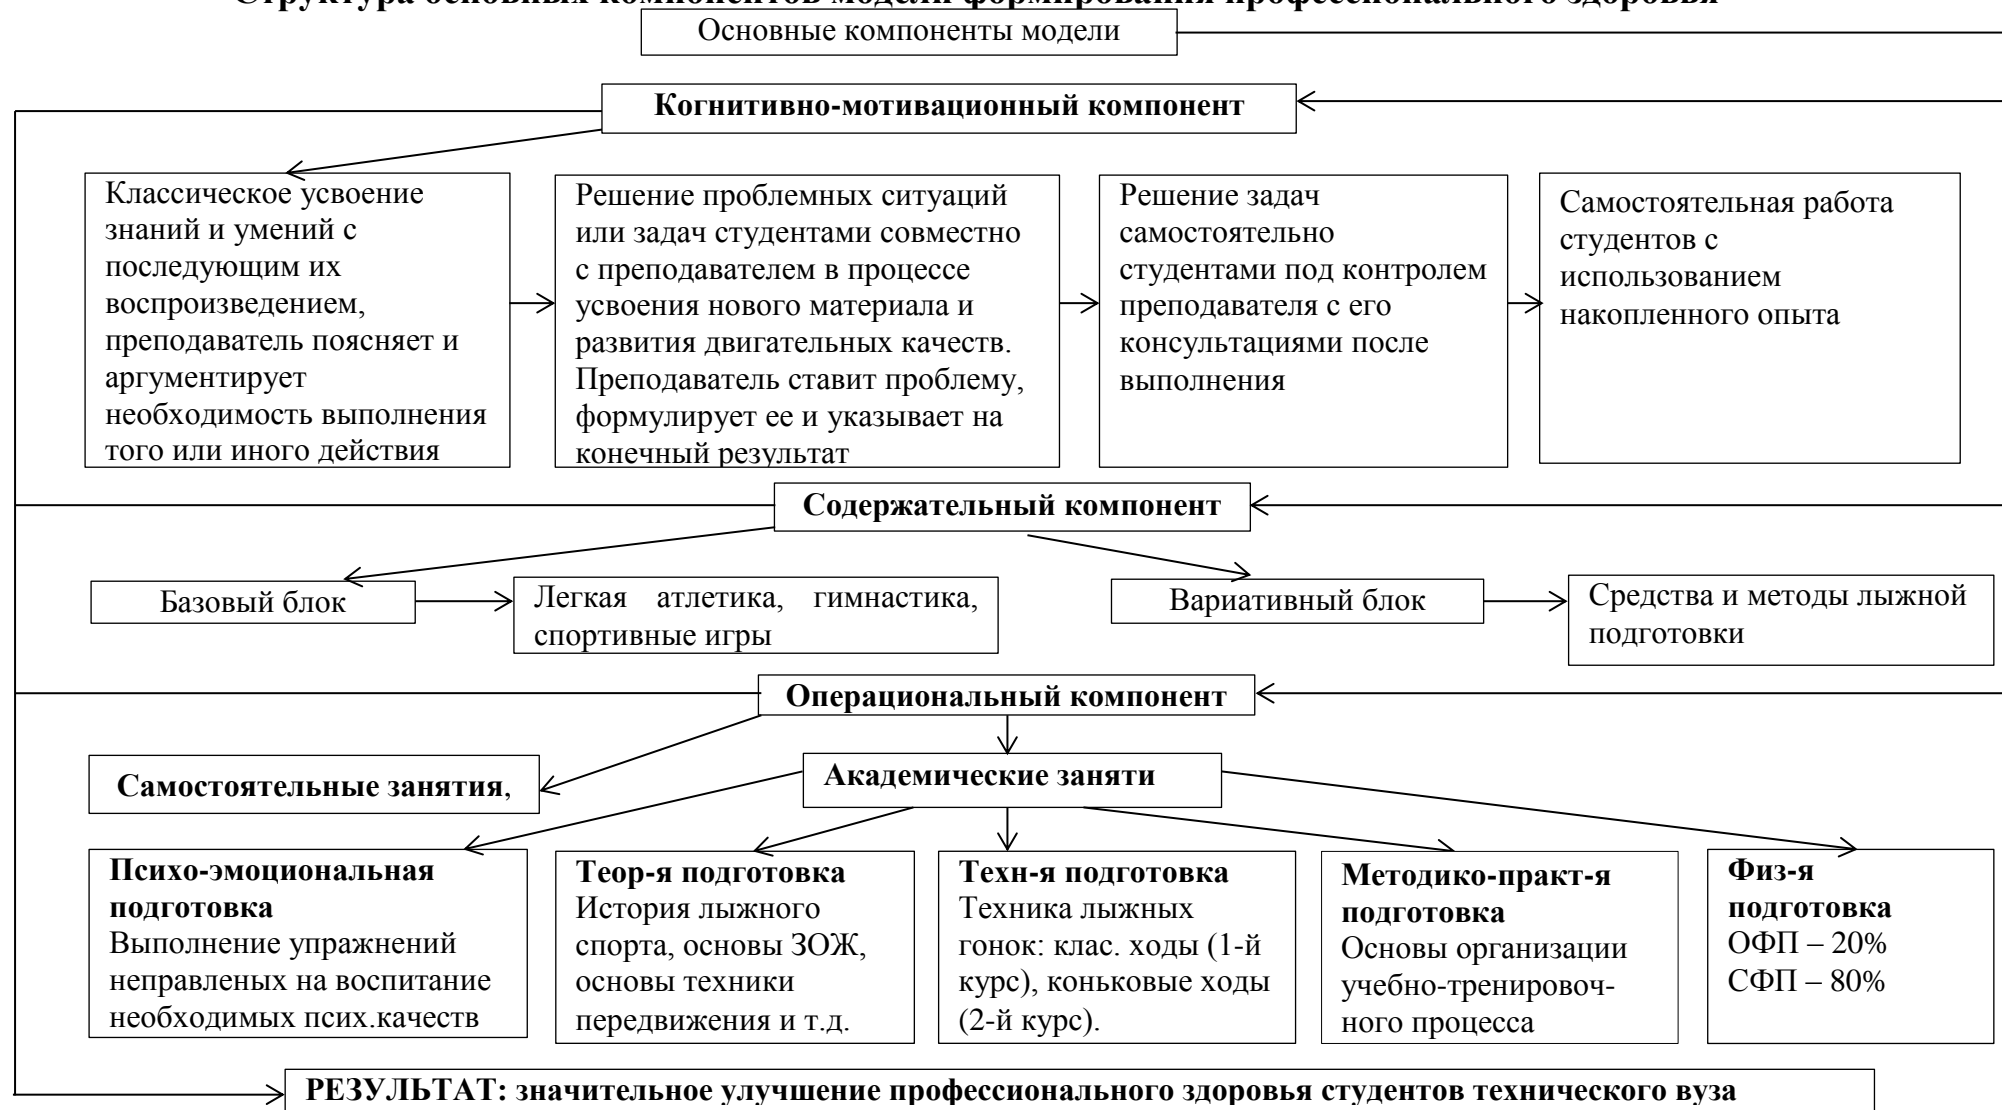 Структура основных компонентов модели формирования профессионального здоровья
Основные компоненты модели
Когнитивно-мотивационный компонент
Классическое усвоение
знаний и умений с
последующим их
воспроизведением,
преподаватель поясняет и
аргументирует
необходимость выполнения
того или иного действия
Решение проблемных ситуаций
или задач студентами совместно
с преподавателем в процессе
усвоения нового материала и
развития двигательных качеств.
Преподаватель ставит проблему,
формулирует ее и указывает на
конечный результат
Решение задач
самостоятельно
студентами под контролем
преподавателя с его
консультациями после
выполнения
Самостоятельная работа
студентов с
использованием
накопленного опыта
Содержательный компонент
Базовый блок
Легкая атлетика, гимнастика,
спортивные игры
Вариативный блок
Средства и методы лыжной
подготовки
Операциональный компонент
Самостоятельные занятия,
Академические заняти
Психо-эмоциональная
подготовка
Выполнение упражнений
неправленых на воспитание
необходимых псих.качеств
Теор-я подготовка
История лыжного
спорта, основы ЗОЖ,
основы техники
передвижения и т.д.
Техн-я подготовка
Техника лыжных
гонок: клас. ходы (1-й
курс), коньковые ходы
(2-й курс).
Методико-практ-я
подготовка
Основы организации
учебно-тренировоч-
ного процесса
Физ-я
подготовка
ОФП – 20%
СФП – 80%
РЕЗУЛЬТАТ: значительное улучшение профессионального здоровья студентов технического вуза